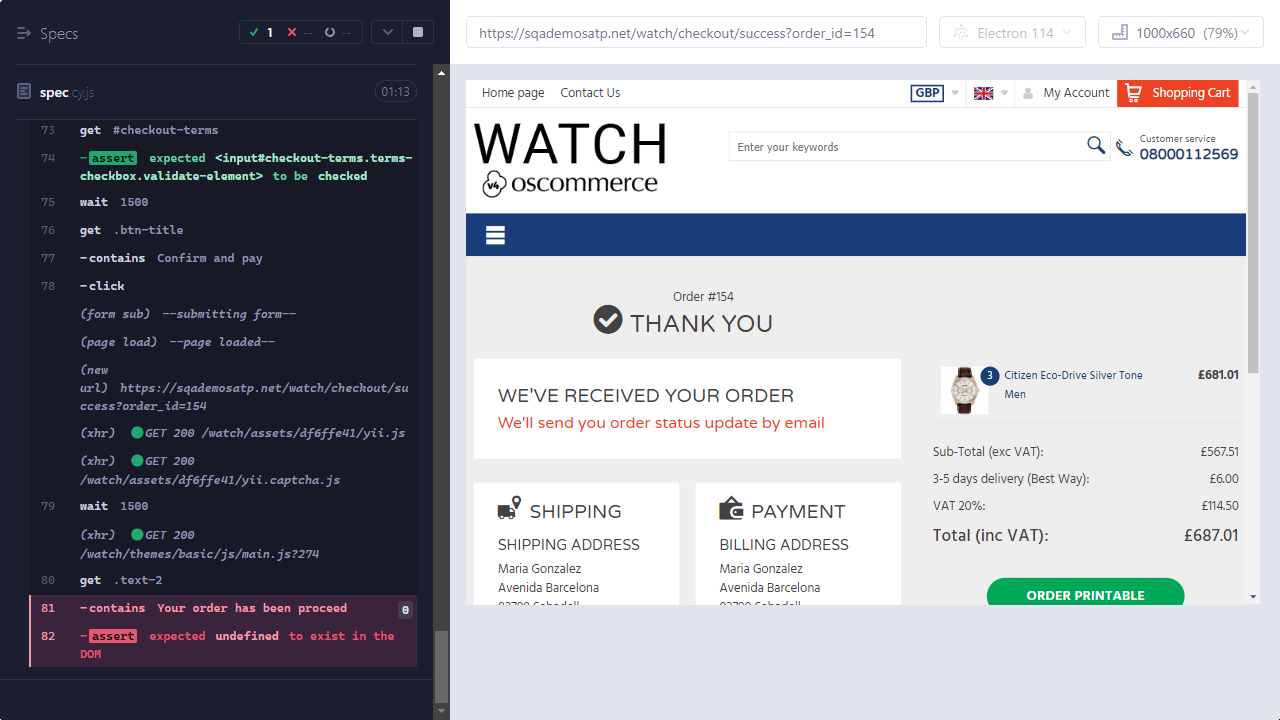 Specs
1
--
--
spec.cy.js
01:13
73 get #checkout-terms
74 -assert expected <input#checkout-terms.terms-
checkbox.validate-element> to be checked
75 wait 1500
76 get .btn-title
77 -contains Confirm and pay
78 -click
(form sub) --submitting form--
(page load) --page loaded--
(new
url) https://sqademosatp.net/watch/checkout/su
ccess?order_id=154
(xhr) GET 200 /watch/assets/df6ffe41/yii.js
(xhr) GET 200
/watch/assets/df6ffe41/yii.captcha.js
79 wait 1500
(xhr) GET 200
/watch/themes/basic/js/main.js?274
80 get .text-2
81 -contains Your order has been proceed 0
82 -assert expected undefined to exist in the
DOM
https://sqademosatp.net/watch/checkout/success?order_id=154
Electron 114
1000x660 (79%)
Home page Contact Us
GBP
My Account
Shopping Cart
WATCH
v4 oscommerce
Enter your keywords
Customer service
08000112569
Order #154
THANK YOU
WE'VE RECEIVED YOUR ORDER
We'll send you order status update by email
SHIPPING
SHIPPING ADDRESS
Maria Gonzalez
Avenida Barcelona
PAYMENT
BILLING ADDRESS
Maria Gonzalez
Avenida Barcelona
3
Citizen Eco-Drive Silver Tone
Men
£681.01
Sub-Total (exc VAT): £567.51
3-5 days delivery (Best Way): £6.00
VAT 20%: £114.50
Total (inc VAT): £687.01
ORDER PRINTABLE